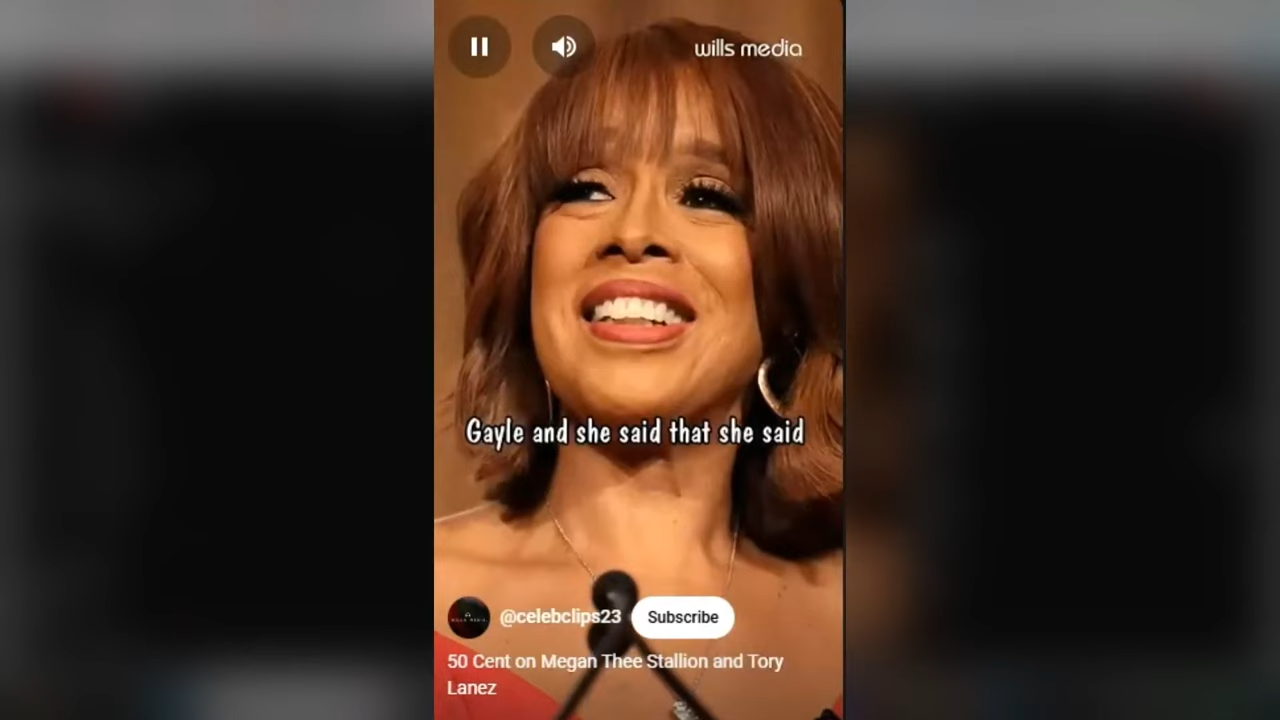 wills media
Gayle and she said that she said
@celebclips23
Subscribe
50 Cent on Megan Thee Stallion and Tory
Lanez